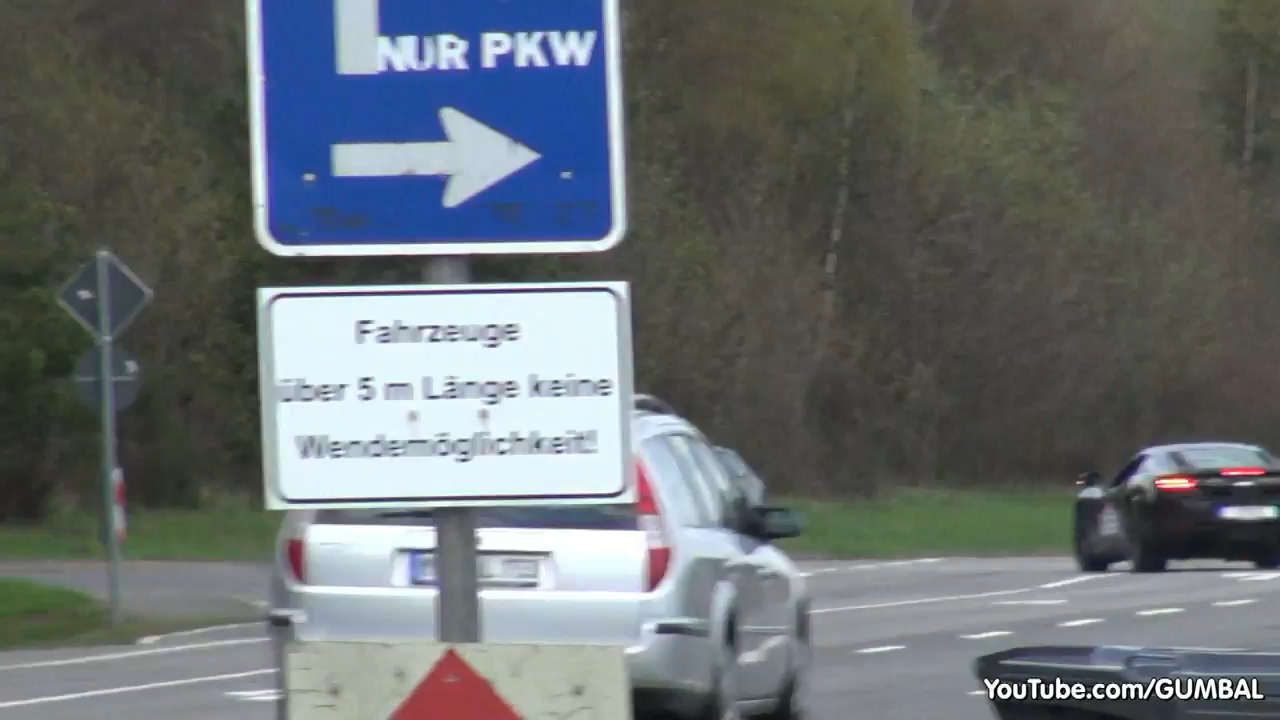 NUR PKW
Fahrzeuge
über 5 m Länge keine
Wendemöglichkeit!
YouTube.com/GUMBAL